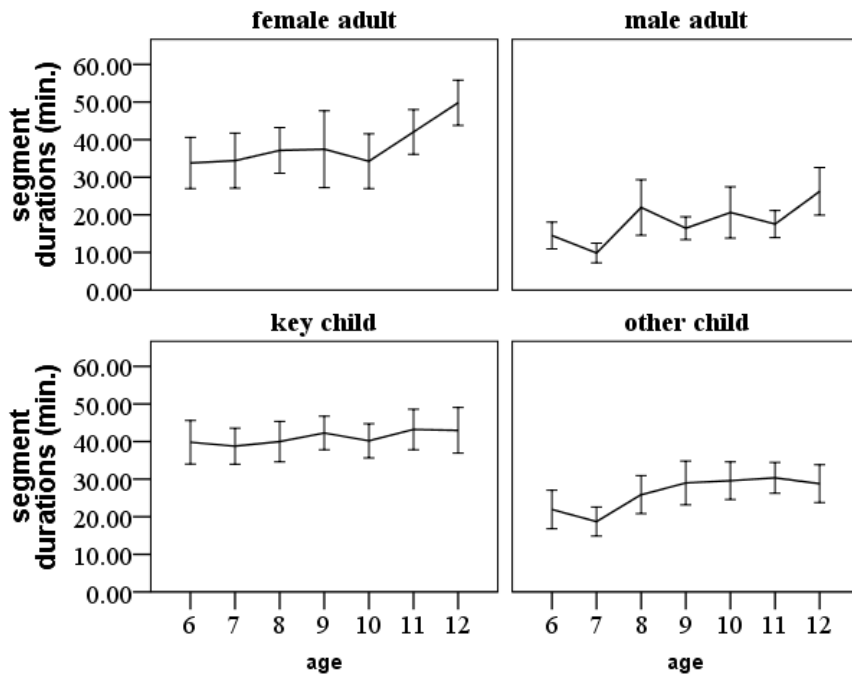 female adult
male adult
segment
durations (min.)
60.00
50.00
40.00
30.00
20.00
10.00
0.00
key child
other child
segment
durations (min.)
60.00
50.00
40.00
30.00
20.00
10.00
0.00
6 7 8 9 10 11 12
6 7 8 9 10 11 12
age
age